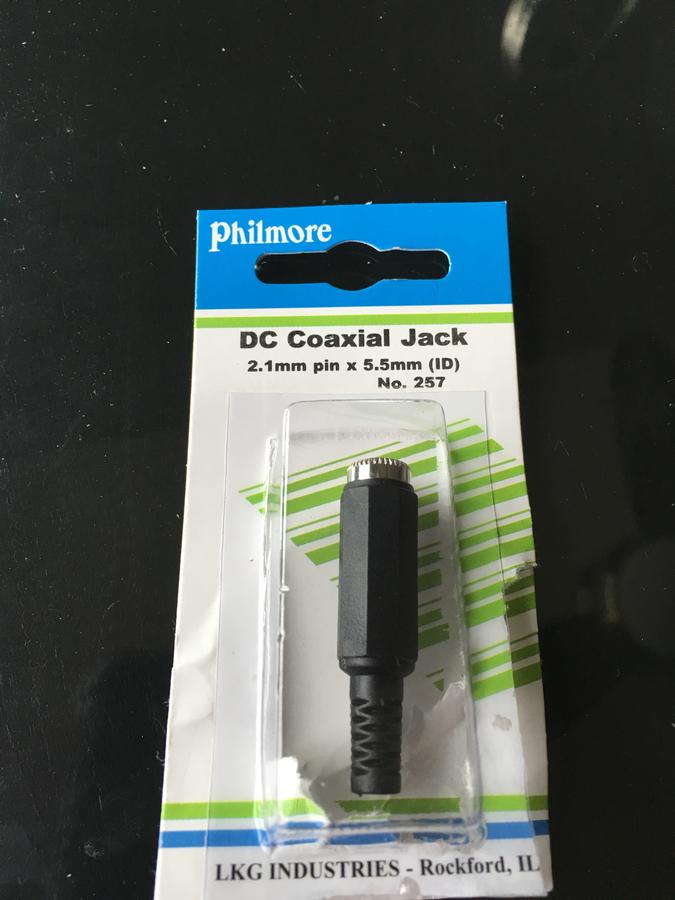 Philmore
DC Coaxial Jack
2.1mm pin x 5.5mm (ID)
No. 257
LKG INDUSTRIES - Rockford, IL